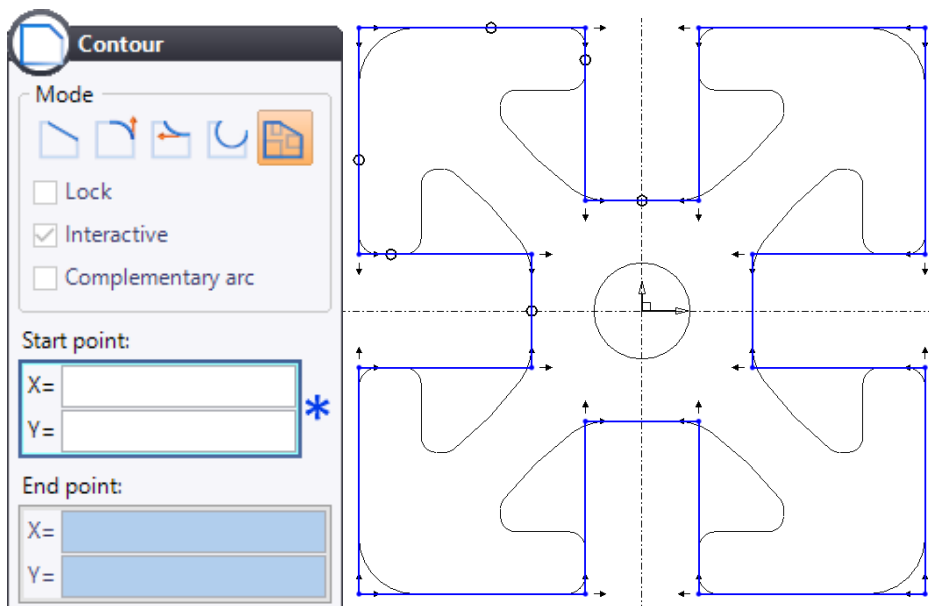 Contour
Mode
Lock
Interactive
Complementary arc
Start point:
X=
Y=
*
End point:
X=
Y=